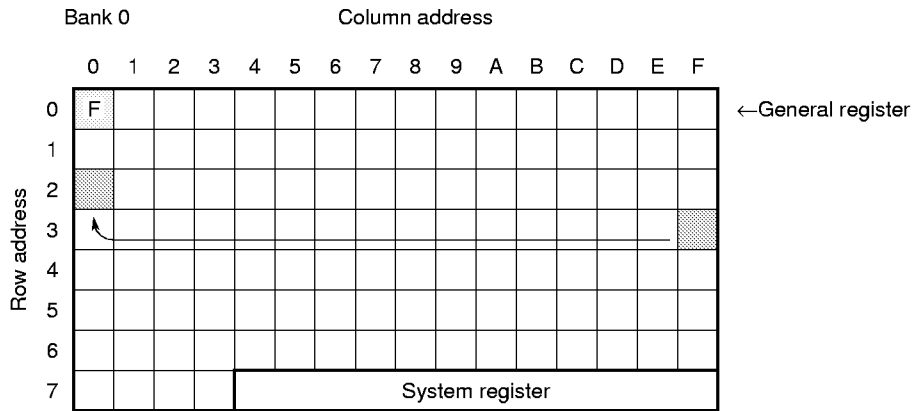 Bank 0 Column address
0 1 2 3 4 5 6 7 8 9 A B C D E F
0 F ←General register
1
2
3
4
5
6
7 System register
Row address